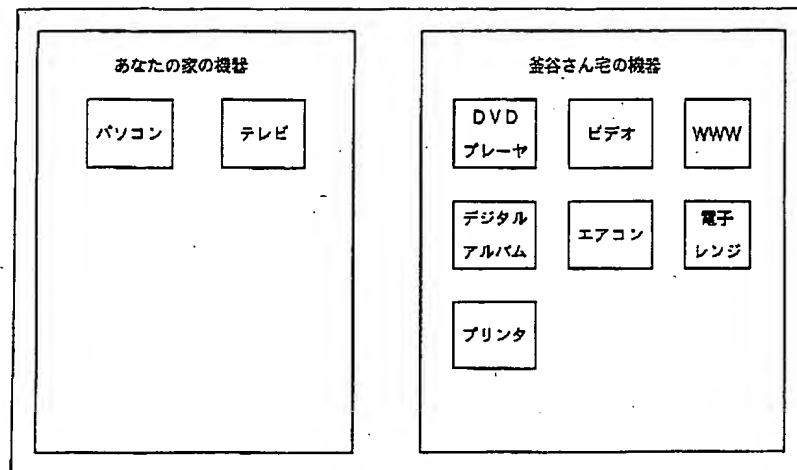 あなたの家の機器
パソコン
テレビ
釜谷さん宅の機器
DVD
プレーヤ
ビデオ
WWW
デジタル
アルバム
エアコン
電子
レンジ
プリンタ